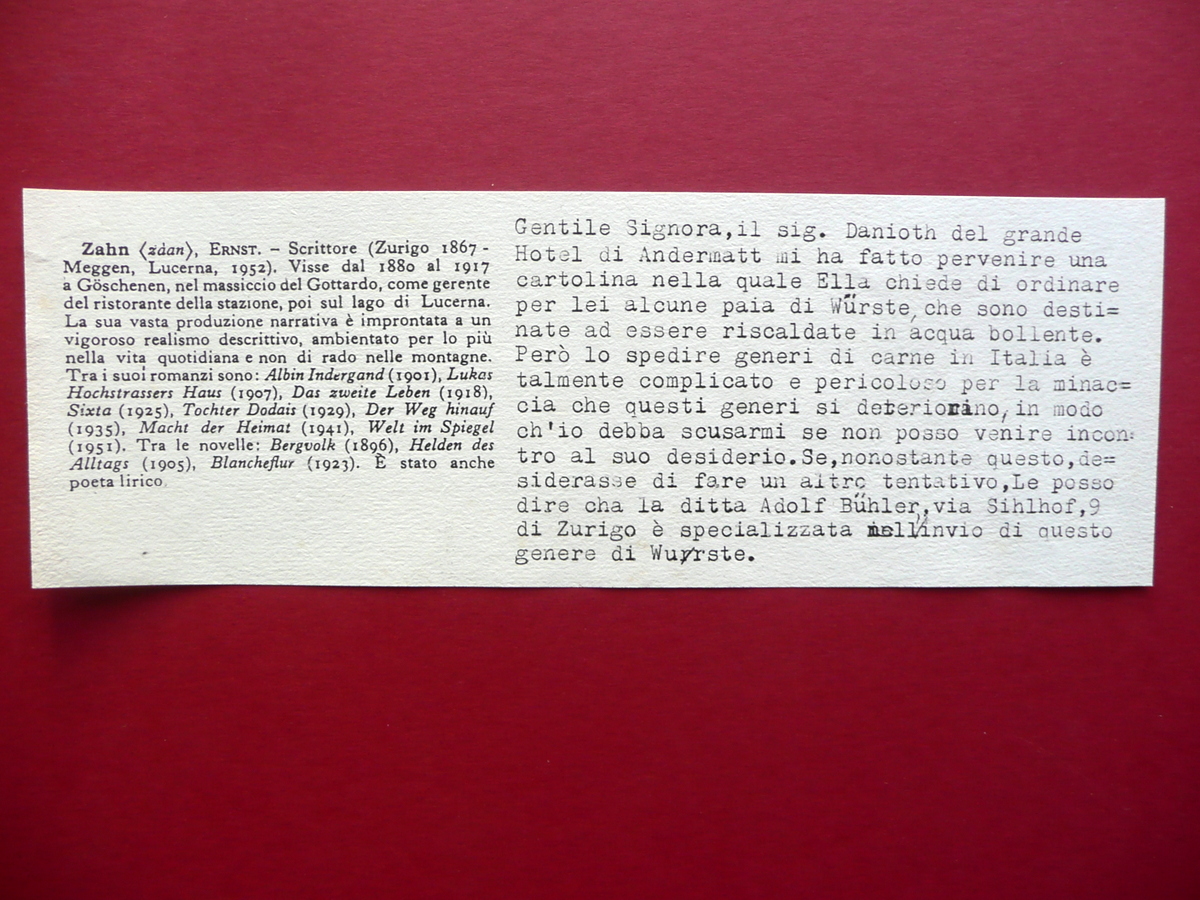 Zahn ⟨zàan⟩, ERNST. – Scrittore (Zurigo 1867 -
Meggen, Lucerna, 1952). Visse dal 1880 al 1917
a Göschenen, nel massiccio del Gottardo, come gerente
del ristorante della stazione, poi sul lago di Lucerna.
La sua vasta produzione narrativa è improntata a un
vigoroso realismo descrittivo, ambientato per lo più
nella vita quotidiana e non di rado nelle montagne.
Tra i suoi romanzi sono: Albin Indergand (1901), Lukas
Hochstrassers Haus (1907), Das zweite Leben (1918),
Sixta (1925), Tochter Dodais (1929), Der Weg hinauf
(1935), Macht der Heimat (1941), Welt im Spiegel
(1951). Tra le novelle: Bergvolk (1896), Helden des
Alltags (1905), Blancheflur (1923). È stato anche
poeta lirico.
Gentile Signora,il sig. Danioth del grande
Hotel di Andermatt mi ha fatto pervenire una
cartolina nella quale Ella chiede di ordinare
per lei alcune paia di Würste, che sono desti=
nate ad essere riscaldate in acqua bollente.
Però lo spedire generi di carne in Italia è
talmente complicato e pericoloso per la minac=
cia che questi generi si deteriorino, in modo
ch'io debba scusarmi se non posso venire incon=
tro al suo desiderio.Se,nonostante questo,de=
siderasse di fare un altro tentativo,Le posso
dire cha la ditta Adolf Bühler,via Sihlhof,9
di Zurigo è specializzata nell'invio di questo
genere di Wurste.